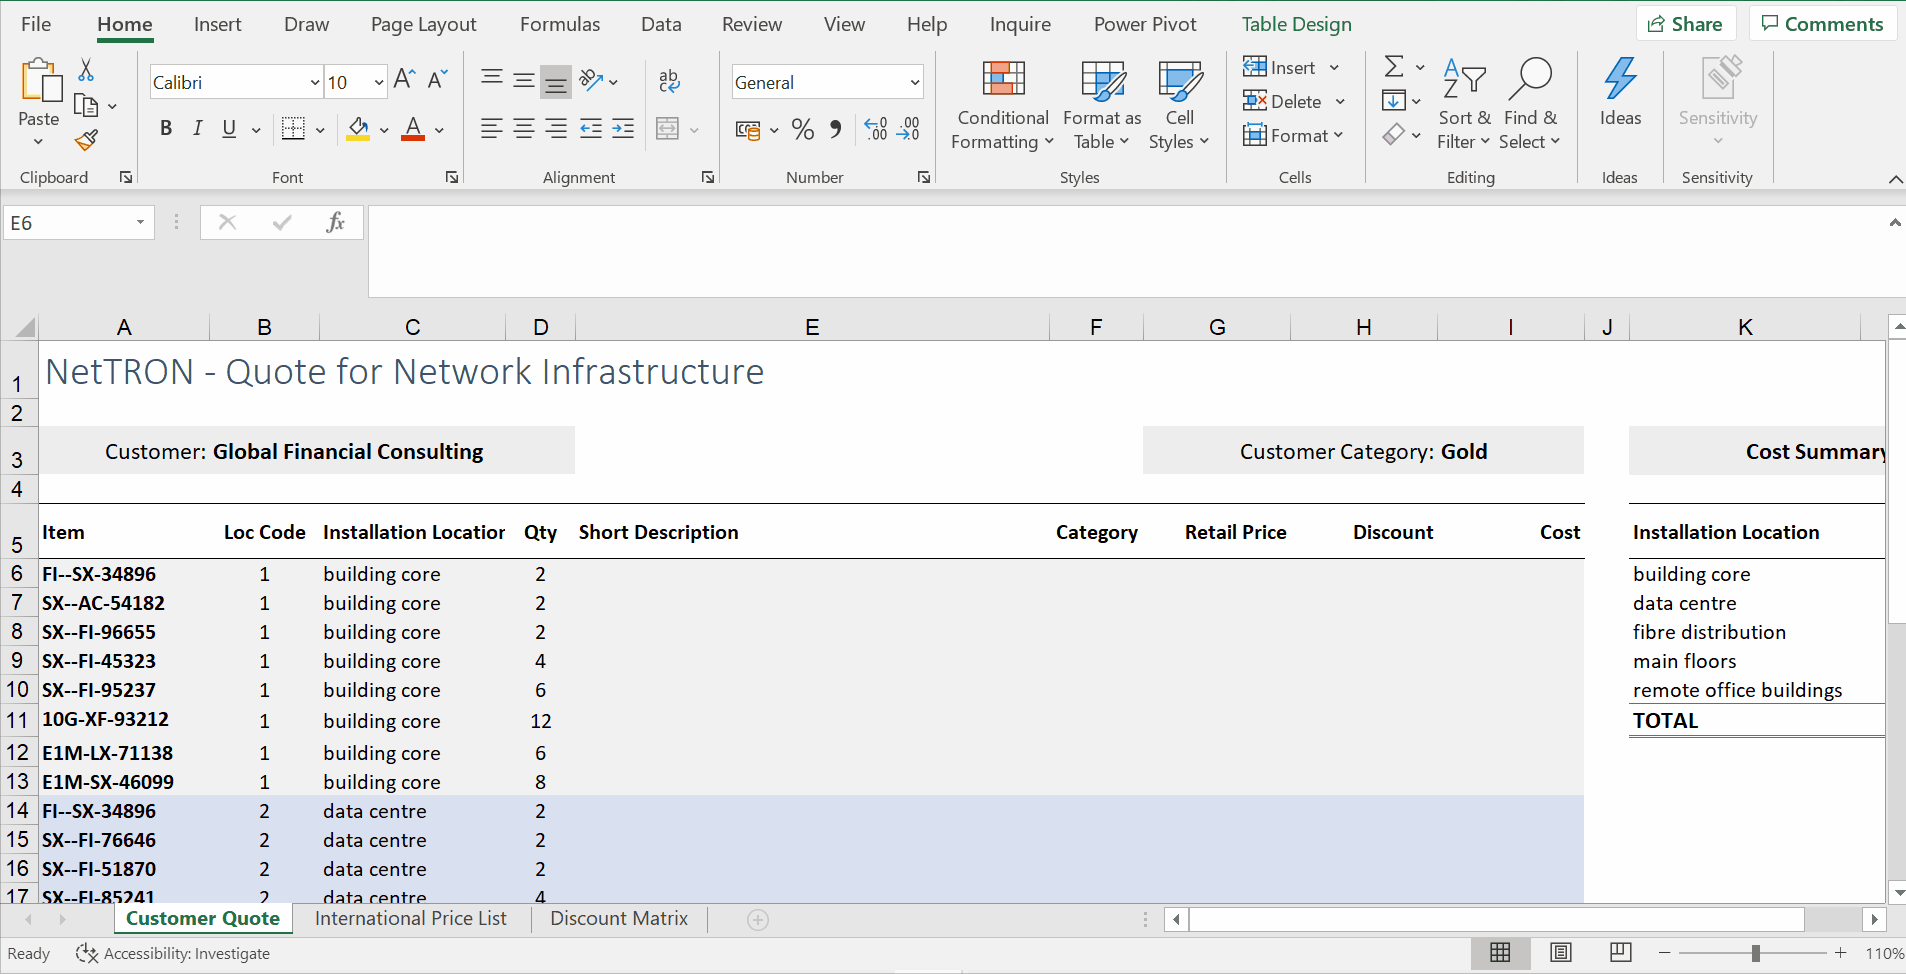 File Home Insert Draw Page Layout Formulas Data Review View Help Inquire Power Pivot Table Design Share Comments
Calibri 10 A A ab General Insert Σ A Z
Delete
Paste Conditional Format as Cell Sort & Find & Ideas Sensitivity
B I U A % .00 .00 Formatting Table Styles Format Filter Select
Clipboard Font Alignment Number Styles Cells Editing Ideas Sensitivity
E6 fx
A B C D E F G H I J K
1 NetTRON - Quote for Network Infrastructure
2
3 Customer: Global Financial Consulting Customer Category: Gold Cost Summary
4
5 Item Loc Code Installation Location Qty Short Description Category Retail Price Discount Cost Installation Location
6 FI--SX-34896 1 building core 2 building core
7 SX--AC-54182 1 building core 2 data centre
8 SX--FI-96655 1 building core 2 fibre distribution
9 SX--FI-45323 1 building core 4 main floors
10 SX--FI-95237 1 building core 6 remote office buildings
11 10G-XF-93212 1 building core 12 TOTAL
12 E1M-LX-71138 1 building core 6
13 E1M-SX-46099 1 building core 8
14 FI--SX-34896 2 data centre 2
15 SX--FI-76646 2 data centre 2
16 SX--FI-51870 2 data centre 2
17 SX--FI-85241 2 data centre 4
Customer Quote International Price List Discount Matrix
Ready Accessibility: Investigate 110%